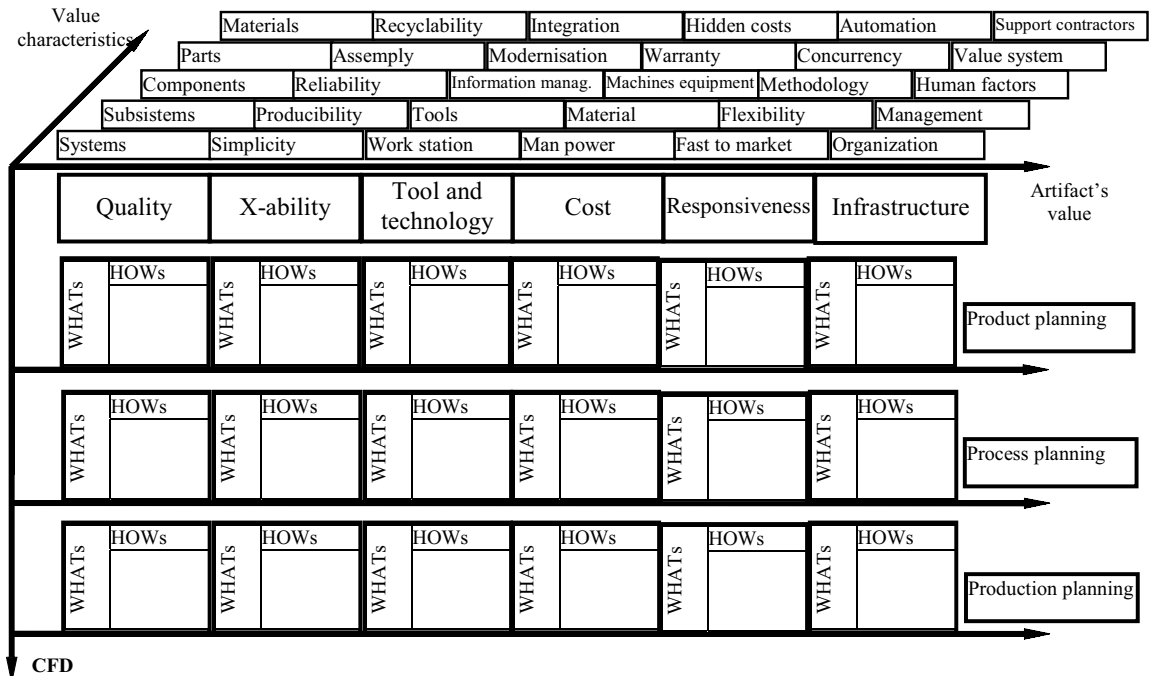 Value
characteristics
Materials Recyclability Integration Hidden costs Automation Support contractors
Parts Assemply Modernisation Warranty Concurrency Value system
Components Reliability Information manag. Machines equipment Methodology Human factors
Subsistems Producibility Tools Material Flexibility Management
Systems Simplicity Work station Man power Fast to market Organization
Quality X-ability Tool and technology Cost Responsiveness Infrastructure
Artifact's
value
HOWs HOWs HOWs HOWs HOWs HOWs
WHATs WHATs WHATs WHATs WHATs WHATs
Product planning
HOWs HOWs HOWs HOWs HOWs HOWs
WHATs WHATs WHATs WHATs WHATs WHATs
Process planning
HOWs HOWs HOWs HOWs HOWs HOWs
WHATs WHATs WHATs WHATs WHATs WHATs
Production planning
CFD